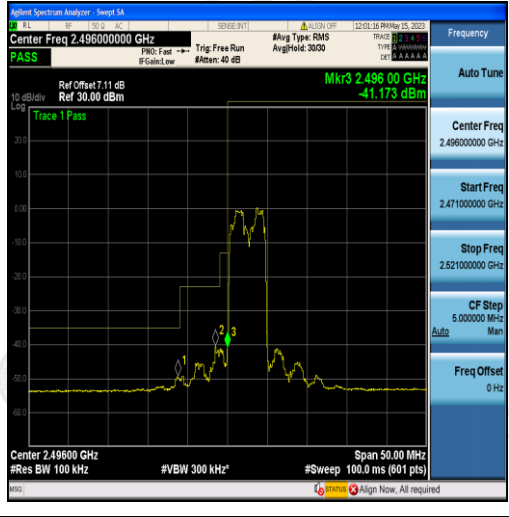 Agilent Spectrum Analyzer - Swept SA
RL RF 50 Ω AC SENSE:INT ALIGN OFF 12:01:16 PM May 15, 2023
Center Freq 2.496000000 GHz
PASS
PNO: Fast
IFGain:Low
Trig: Free Run
#Atten: 40 dB
#Avg Type: RMS
Avg|Hold: 30/30
TRACE 1 2 3 4 5 6
TYPE A WWWWW
DET A A A A A A
Frequency
Auto Tune
Center Freq
2.496000000 GHz
Start Freq
2.471000000 GHz
Stop Freq
2.521000000 GHz
CF Step
5.000000 MHz
Auto Man
Freq Offset
0 Hz
Ref Offset 7.11 dB
10 dB/div Ref 30.00 dBm
Log
Mkr3 2.496 00 GHz
-41.173 dBm
Trace 1 Pass
20.0
10.0
0.00
-10.0
-20.0
-30.0
-40.0
-50.0
-60.0
1
2
3
Center 2.49600 GHz Span 50.00 MHz
#Res BW 100 kHz #VBW 300 kHz* #Sweep 100.0 ms (601 pts)
MSG STATUS Align Now, All required